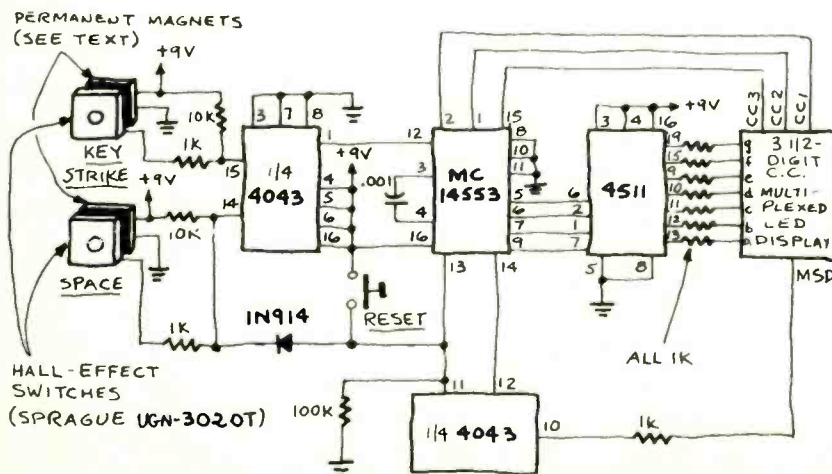 PERMANENT MAGNETS
(SEE TEXT)
+9V
10K
1K
KEY
STRIKE
+9V
10K
SPACE
1K
HALL-EFFECT
SWITCHES
(SPRAGUE UGN-3020T)
3 7 8
1
15
14
1/4
4043
4
5
6
16
+9V
1N914
RESET
100K
.001
2 1 15
12
3
4
16
MC
14553
8
10
11
5
6
7
9
13 14
11 12
1/4 4043
10
1K
3 4 16
+9V
6
2
1
7
4511
5 8
19
15
9
10
11
12
13
ALL 1K
CC3
CC2
CC1
g 3 1/2-
f DIGIT
e C.C.
d MULTI-
c PLEXED
b LED
a DISPLAY
MSD